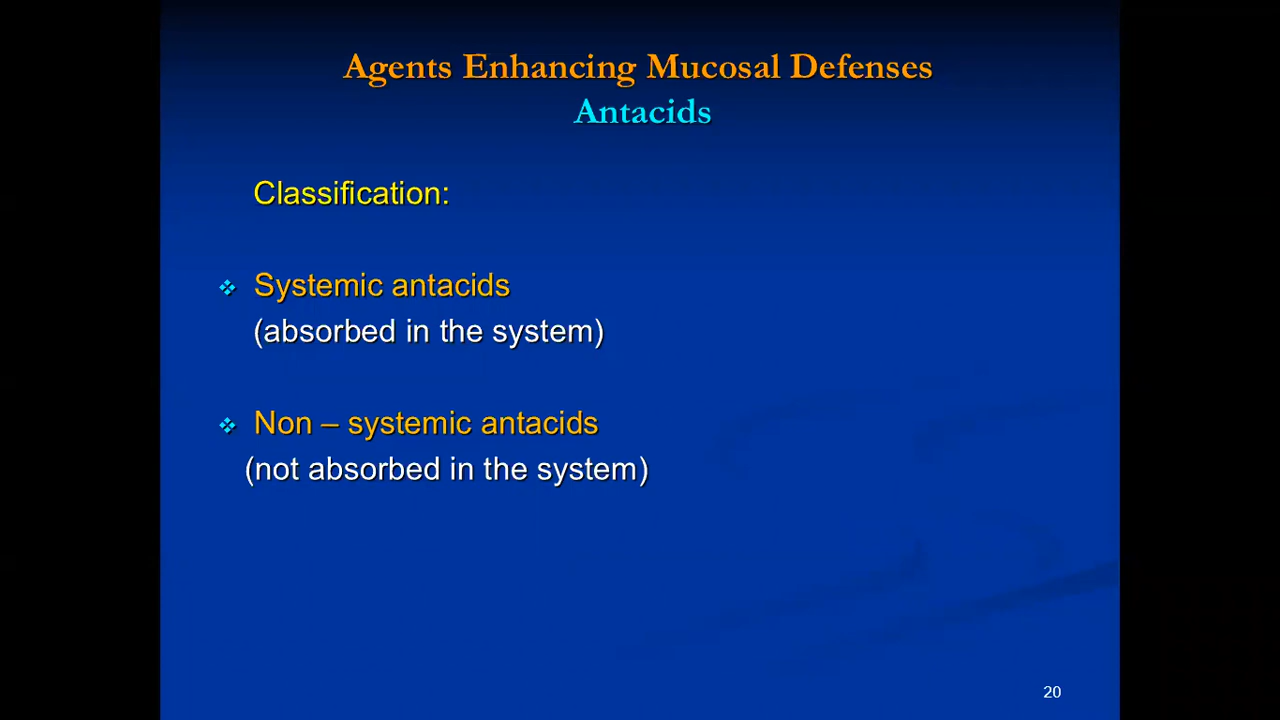 Agents Enhancing Mucosal Defenses
Antacids
Classification:
Systemic antacids
(absorbed in the system)
Non – systemic antacids
(not absorbed in the system)
20